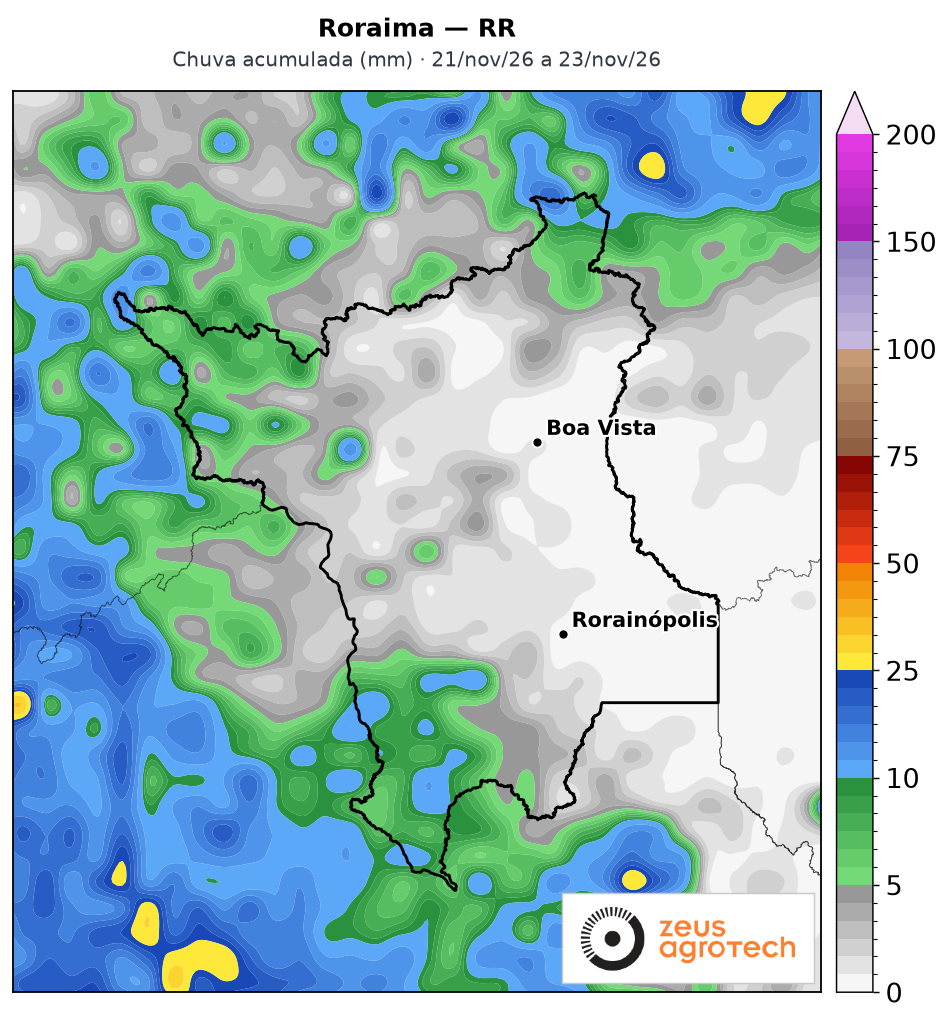 Roraima — RR
Chuva acumulada (mm) · 21/nov/26 a 23/nov/26
200
150
100
75
50
25
10
5
0
Boa Vista
Rorainópolis
zeus
agrotech